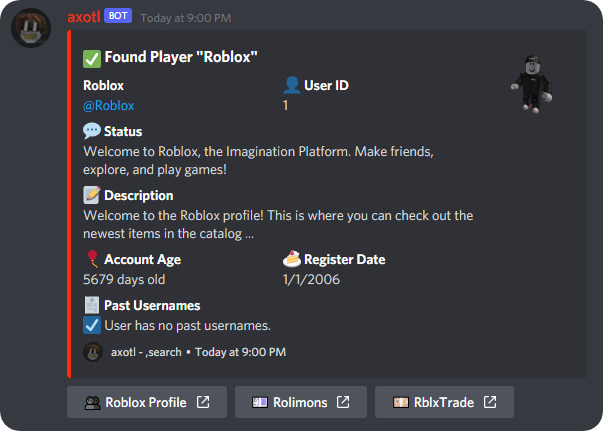 axotl BOT Today at 9:00 PM
Found Player "Roblox"
Roblox User ID
@Roblox 1
Status
Welcome to Roblox, the Imagination Platform. Make friends,
explore, and play games!
Description
Welcome to the Roblox profile! This is where you can check out the
newest items in the catalog ...
Account Age Register Date
5679 days old 1/1/2006
Past Usernames
User has no past usernames.
axotl - ,search • Today at 9:00 PM
Roblox Profile Rolimons RblxTrade